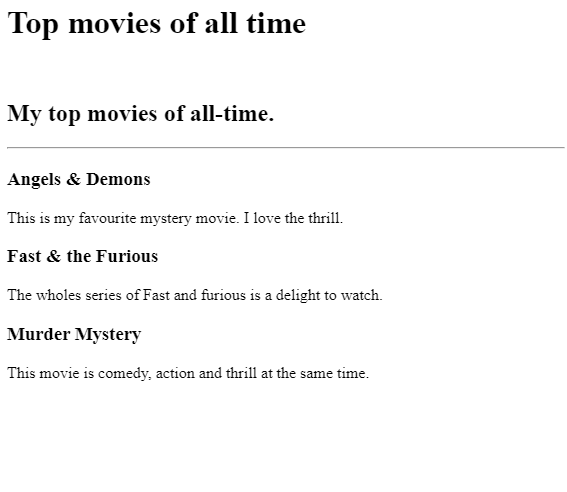 Top movies of all time
My top movies of all-time.
Angels & Demons
This is my favourite mystery movie. I love the thrill.
Fast & the Furious
The wholes series of Fast and furious is a delight to watch.
Murder Mystery
This movie is comedy, action and thrill at the same time.